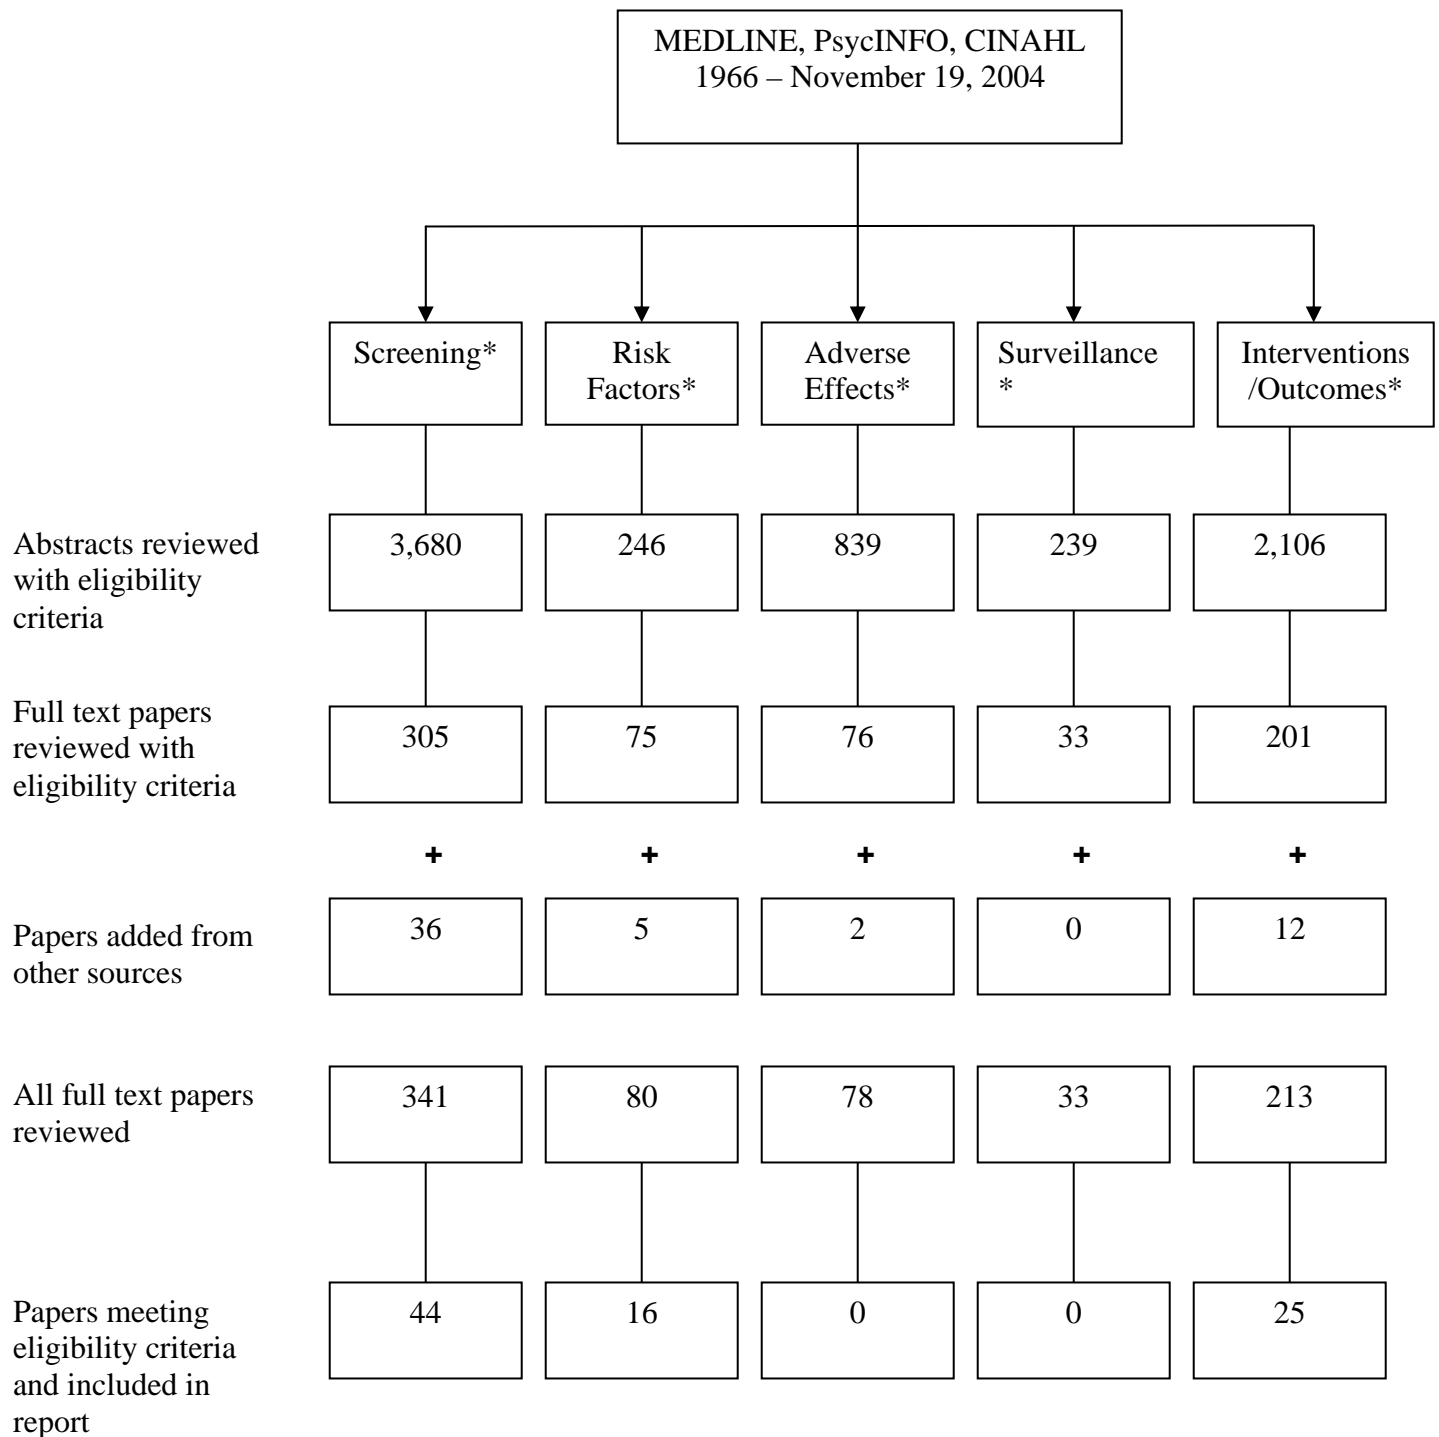 MEDLINE, PsycINFO, CINAHL
1966 – November 19, 2004
Screening*
Risk
Factors*
Adverse
Effects*
Surveillance
*
Interventions
/Outcomes*
Abstracts reviewed
with eligibility
criteria
3,680
246
839
239
2,106
Full text papers
reviewed with
eligibility criteria
305
75
76
33
201
+
+
+
+
+
Papers added from
other sources
36
5
2
0
12
All full text papers
reviewed
341
80
78
33
213
Papers meeting
eligibility criteria
and included in
report
44
16
0
0
25